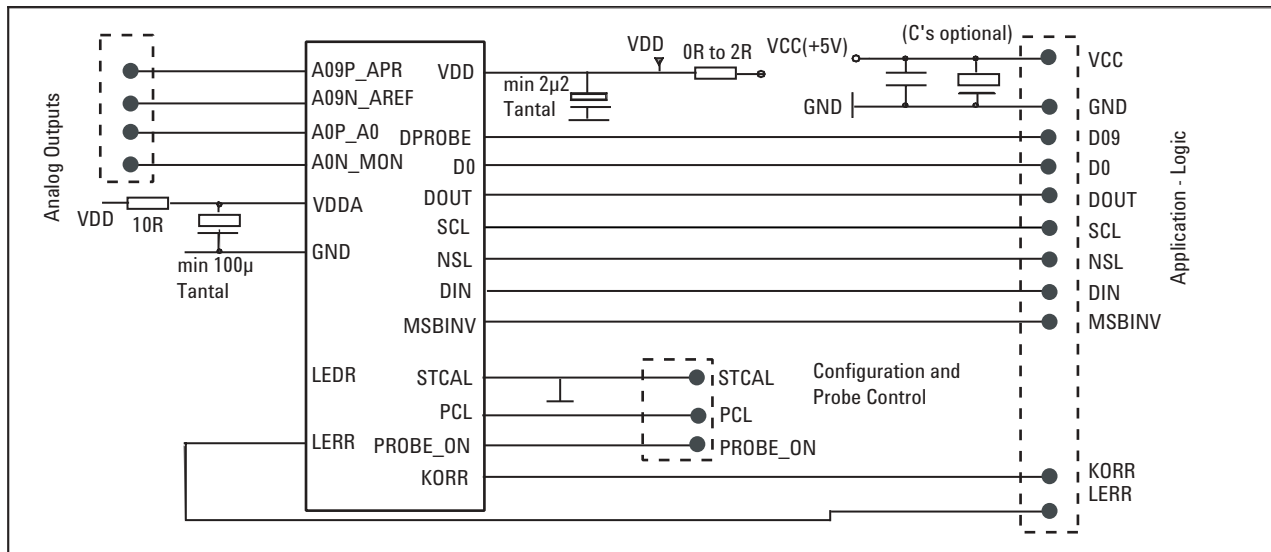 Analog Outputs
A09P_APR
A09N_AREF
A0P_A0
A0N_MON
VDD
10R
VDDA
GND
min 100µ
Tantal
LEDR
LERR
VDD
DPROBE
D0
DOUT
SCL
NSL
DIN
MSBINV
STCAL
PCL
PROBE_ON
KORR
min 2µ2
Tantal
VDD
0R to 2R
VCC(+5V)
GND
(C's optional)
STCAL
PCL
PROBE_ON
Configuration and
Probe Control
VCC
GND
D09
D0
DOUT
SCL
NSL
DIN
MSBINV
KORR
LERR
Application - Logic